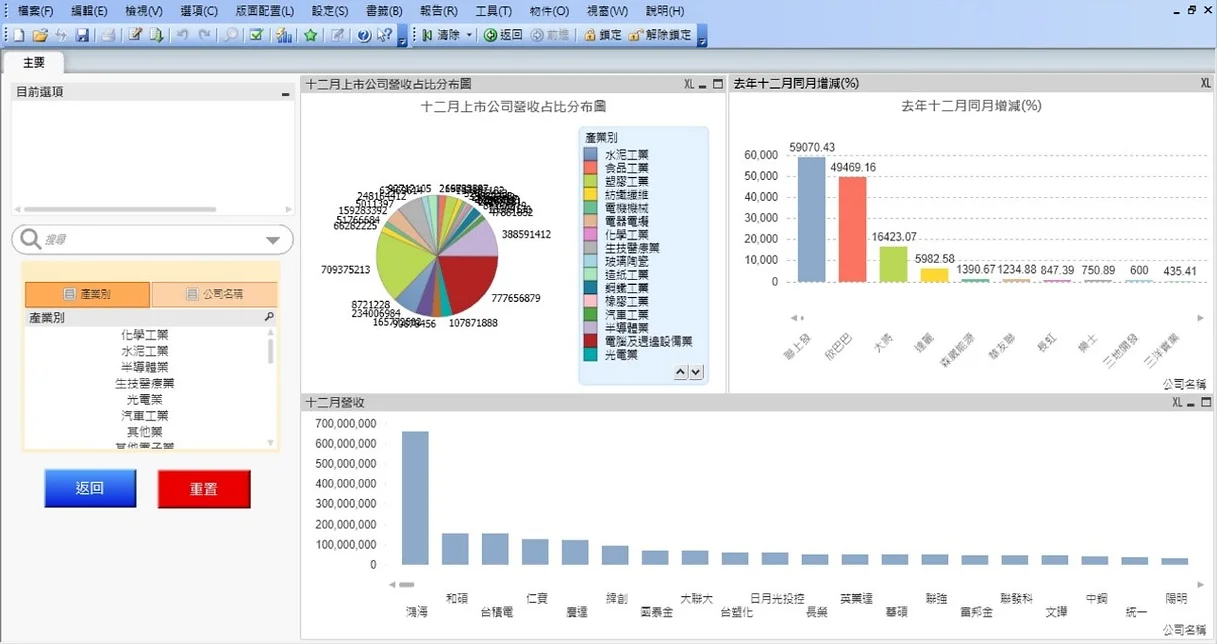 檔案(F) 編輯(E) 檢視(V) 選項(C) 版面配置(L) 設定(S) 書籤(B) 報告(R) 工具(T) 物件(O) 視窗(W) 說明(H)
清除 返回 前進 鎖定 解除鎖定
主要
目前選項
搜尋
產業別 公司名稱
產業別
化學工業
水泥工業
半導體業
生技醫療業
光電業
汽車工業
其他業
其他電子業
返回 重置
十二月上市公司營收占比分布圖 XL
十二月上市公司營收占比分布圖
248164412
5011397
159283392
51766684
66282225
709375213
8721228
234006984
107871888
777656879
388591412
產業別
水泥工業
食品工業
塑膠工業
紡織纖維
電機機械
電器電纜
化學工業
生技醫療業
玻璃陶瓷
造紙工業
鋼鐵工業
橡膠工業
汽車工業
半導體業
電腦及週邊設備業
光電業
去年十二月同月增減(%) XL
去年十二月同月增減(%)
60,000
50,000
40,000
30,000
20,000
10,000
0
59070.43
49469.16
16423.07
5982.58
1390.67
1234.88
847.39
750.89
600
435.41
聯上發
欣巴巴
大將
達麗
森崴能源
華友聯
長虹
樂士
三地開發
三洋實業
公司名稱
十二月營收 XL
700,000,000
600,000,000
500,000,000
400,000,000
300,000,000
200,000,000
100,000,000
0
鴻海
和碩
台積電
仁寶
廣達
緯創
國泰金
大聯大
台塑化
日月光投控
長榮
英業達
華碩
聯強
富邦金
聯發科
文曄
中鋼
統一
陽明
公司名稱